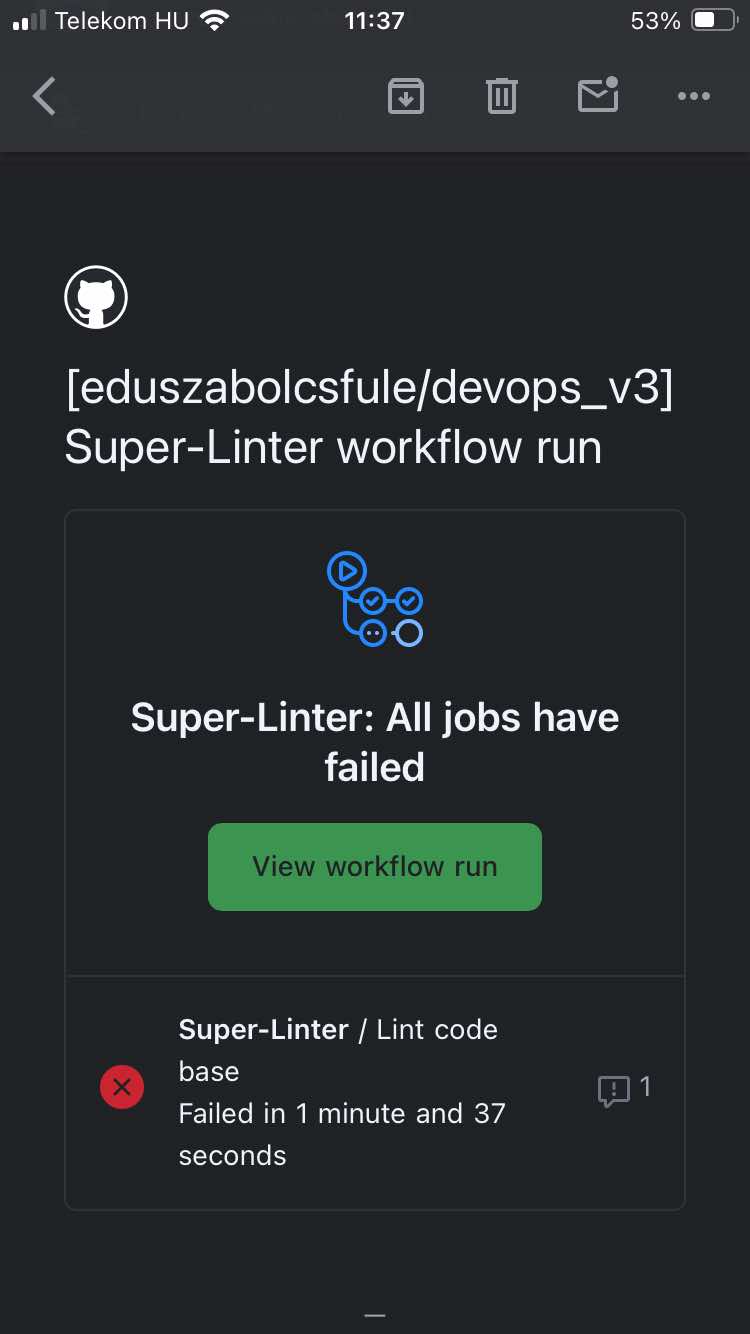 Telekom HU 11:37 53%
[eduszabolcsfule/devops_v3]
Super-Linter workflow run
Super-Linter: All jobs have
failed
View workflow run
Super-Linter / Lint code
base
Failed in 1 minute and 37
seconds
1